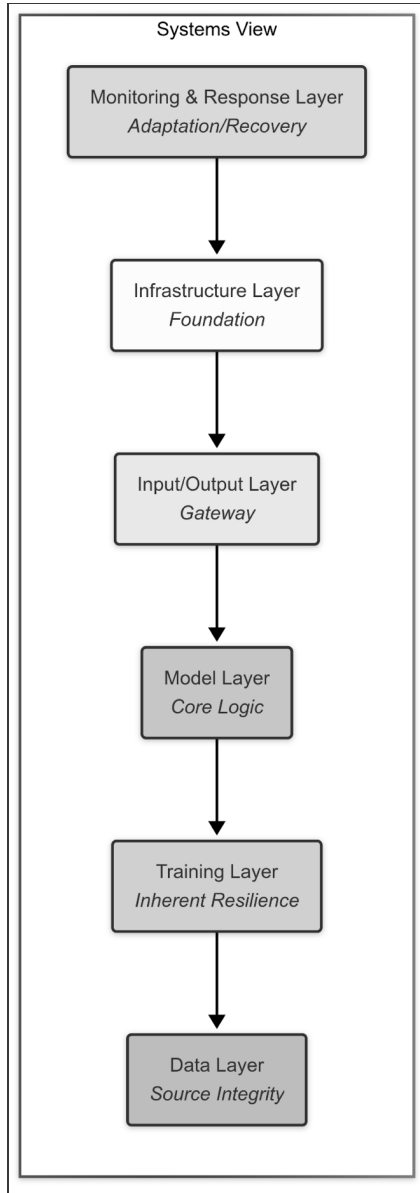 Systems View
Monitoring & Response Layer
Adaptation/Recovery
Infrastructure Layer
Foundation
Input/Output Layer
Gateway
Model Layer
Core Logic
Training Layer
Inherent Resilience
Data Layer
Source Integrity